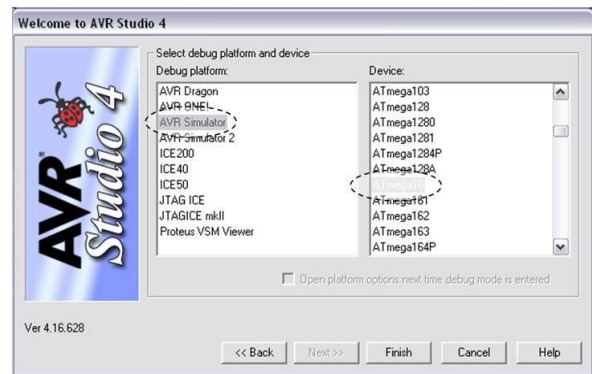 Welcome to AVR Studio 4
AVR Studio 4
Select debug platform and device
Debug platform:
AVR Dragon
AVR ONE!
AVR Simulator
AVR Simulator 2
ICE200
ICE40
ICE50
JTAG ICE
JTAGICE mkII
Proteus VSM Viewer
Device:
ATmega103
ATmega128
ATmega1280
ATmega1281
ATmega1284P
ATmega128A
ATmega16
ATmega161
ATmega162
ATmega163
ATmega164P
Open platform options next time debug mode is entered
Ver 4.16.628
<< Back
Next >>
Finish
Cancel
Help